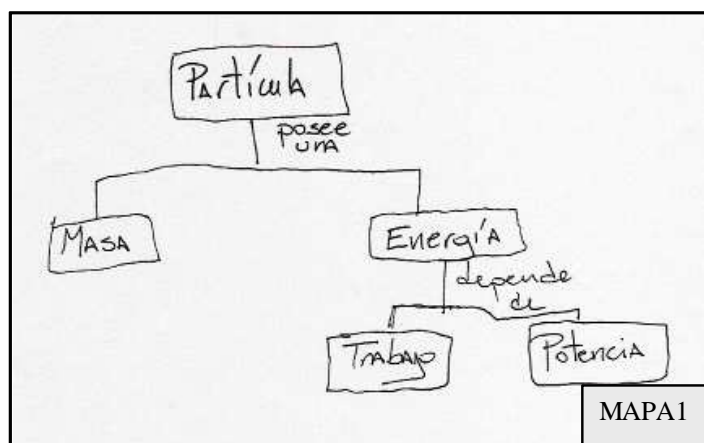 Partícula
posee
una
Masa
Energía
depende
de
Trabajo
Potencia
MAPA1